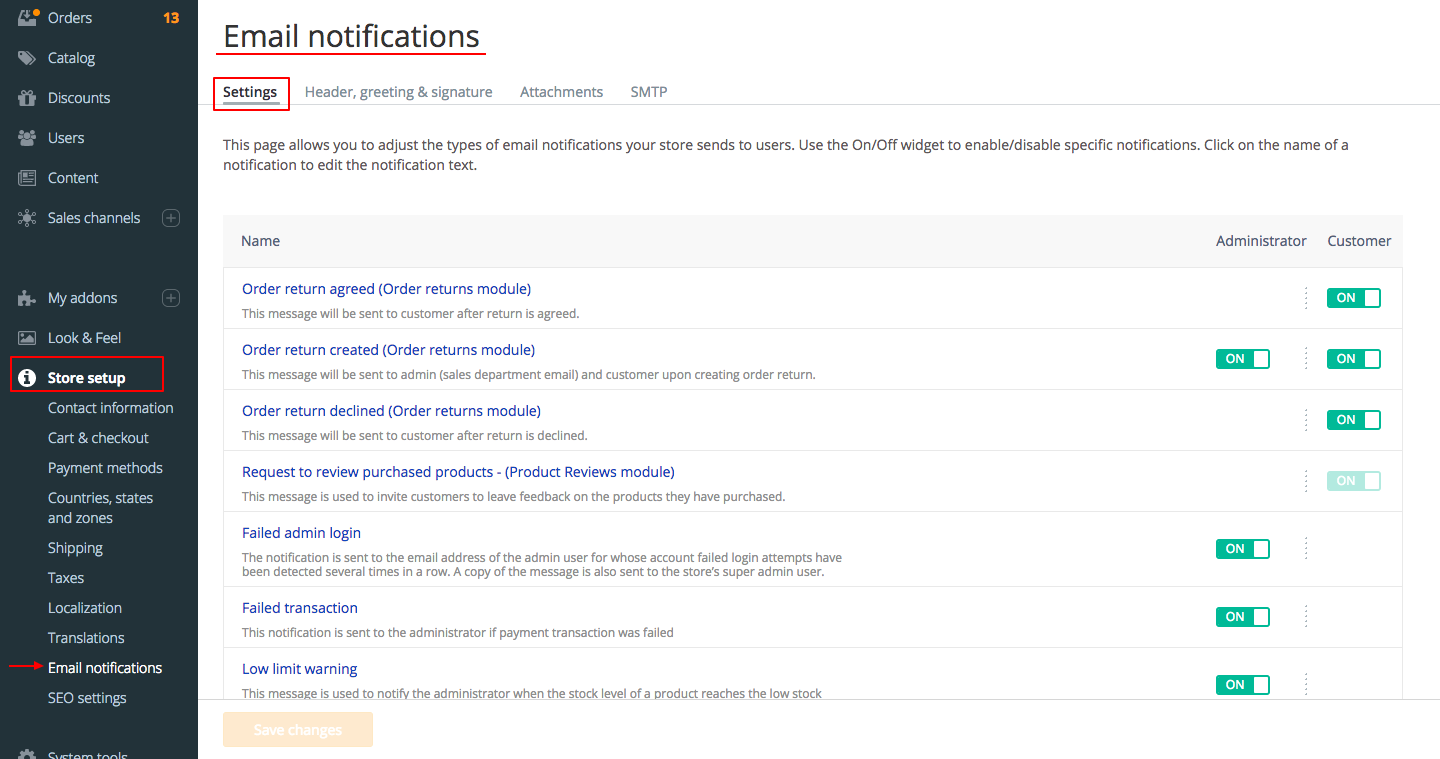 Orders 13
Catalog
Discounts
Users
Content
Sales channels
My addons
Look & Feel
Store setup
Contact information
Cart & checkout
Payment methods
Countries, states
and zones
Shipping
Taxes
Localization
Translations
Email notifications
SEO settings
System tools
Email notifications
Settings Header, greeting & signature Attachments SMTP
This page allows you to adjust the types of email notifications your store sends to users. Use the On/Off widget to enable/disable specific notifications. Click on the name of a
notification to edit the notification text.
Name Administrator Customer
Order return agreed (Order returns module)
This message will be sent to customer after return is agreed.
ON
Order return created (Order returns module)
This message will be sent to admin (sales department email) and customer upon creating order return.
ON ON
Order return declined (Order returns module)
This message will be sent to customer after return is declined.
ON
Request to review purchased products - (Product Reviews module)
This message is used to invite customers to leave feedback on the products they have purchased.
ON
Failed admin login
The notification is sent to the email address of the admin user for whose account failed login attempts have
been detected several times in a row. A copy of the message is also sent to the store's super admin user.
ON
Failed transaction
This notification is sent to the administrator if payment transaction was failed
ON
Low limit warning
This message is used to notify the administrator when the stock level of a product reaches the low stock
ON
Save changes